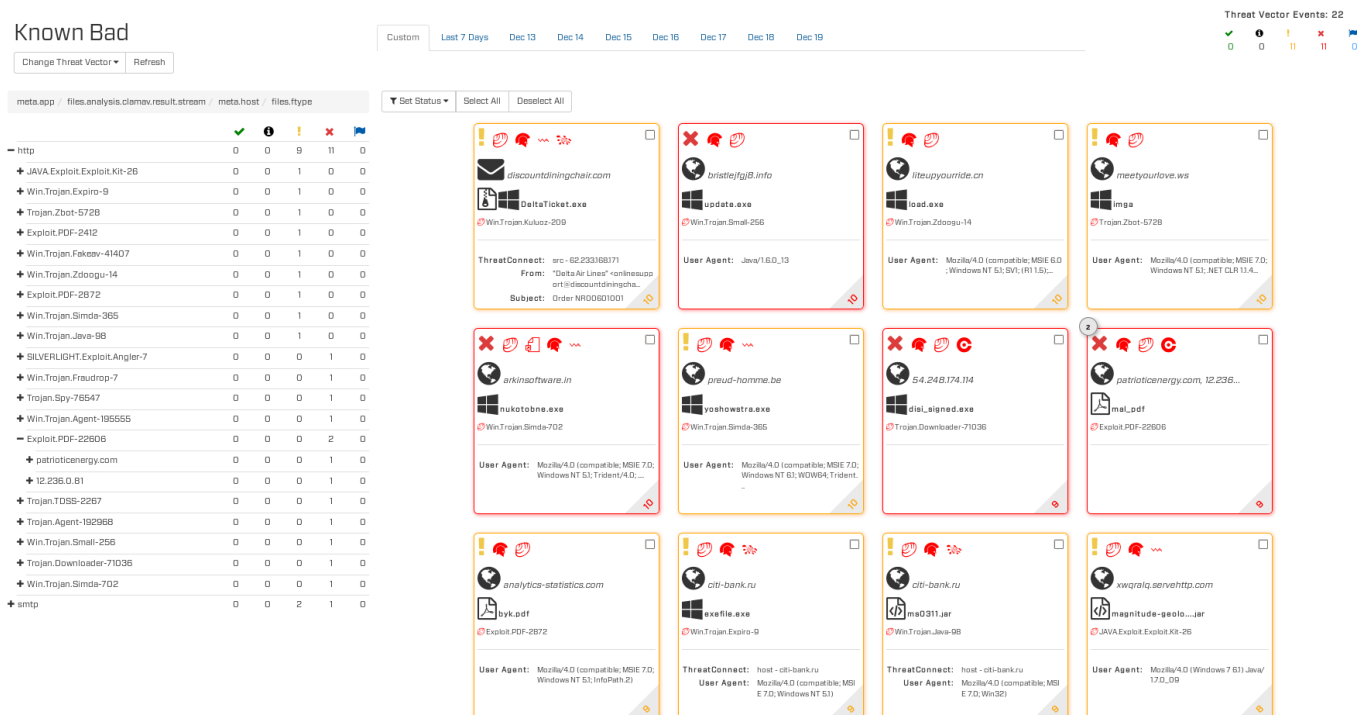 Known Bad
Change Threat Vector
Refresh
Custom
Last 7 Days
Dec 13
Dec 14
Dec 15
Dec 16
Dec 17
Dec 18
Dec 19
Threat Vector Events: 22
0 0 11 11 0
meta.app / files.analysis.clamav.result.stream / meta.host / files.ftype
http 0 0 9 11 0
JAVA.Exploit.Exploit.Kit-26 0 0 1 0 0
Win.Trojan.Expiro-9 0 0 1 0 0
Trojan.Zbot-5728 0 0 1 0 0
Exploit.PDF-2412 0 0 1 0 0
Win.Trojan.Fakeav-41407 0 0 1 0 0
Win.Trojan.Zdoogu-14 0 0 1 0 0
Exploit.PDF-2872 0 0 1 0 0
Win.Trojan.Simda-365 0 0 1 0 0
Win.Trojan.Java-98 0 0 1 0 0
SILVERLIGHT.Exploit.Angler-7 0 0 0 1 0
Win.Trojan.Fraudrop-7 0 0 0 1 0
Trojan.Spy-76547 0 0 0 1 0
Win.Trojan.Agent-195555 0 0 0 1 0
Exploit.PDF-22606 0 0 0 2 0
patrioticenergy.com 0 0 0 1 0
12.236.0.81 0 0 0 1 0
Trojan.TDSS-2267 0 0 0 1 0
Trojan.Agent-192968 0 0 0 1 0
Win.Trojan.Small-256 0 0 0 1 0
Trojan.Downloader-71036 0 0 0 1 0
Win.Trojan.Simda-702 0 0 0 1 0
smtp 0 0 2 1 0
Set Status
Select All
Deselect All
discountdiningchair.com
DeltaTicket.exe
Win.Trojan.Kuluoz-209
ThreatConnect: src - 62.233.168.171
From: "Delta Air Lines" <onlinesupp
ort@discountdiningcha...
Subject: Order NR00601001
10
bristlejfgj8.info
update.exe
Win.Trojan.Small-256
User Agent: Java/1.6.0_13
10
liteupyourride.cn
load.exe
Win.Trojan.Zdoogu-14
User Agent: Mozilla/4.0 (compatible; MSIE 6.0
; Windows NT 5.1; SV1; (R1 1.5);...
10
meetyourlove.ws
imga
Trojan.Zbot-5728
User Agent: Mozilla/4.0 (compatible; MSIE 7.0;
Windows NT 5.1; .NET CLR 1.1.4...
10
arkinsoftware.in
nukotobne.exe
Win.Trojan.Simda-702
User Agent: Mozilla/4.0 (compatible; MSIE 7.0;
Windows NT 5.1; Trident/4.0; ...
10
preud-homme.be
yoshowstra.exe
Win.Trojan.Simda-365
User Agent: Mozilla/4.0 (compatible; MSIE 7.0;
Windows NT 6.1; WOW64; Trident.
..
10
54.248.174.114
disi_signed.exe
Trojan.Downloader-71036
9
2
patrioticenergy.com, 12.236...
mal_pdf
Exploit.PDF-22606
9
analytics-statistics.com
byk.pdf
Exploit.PDF-2872
User Agent: Mozilla/4.0 (compatible; MSIE 7.0;
Windows NT 5.1; InfoPath.2)
9
citi-bank.ru
exefile.exe
Win.Trojan.Expiro-9
ThreatConnect: host - citi-bank.ru
User Agent: Mozilla/4.0 (compatible; MSI
E 7.0; Windows NT 5.1)
9
citi-bank.ru
ms0311.jar
Win.Trojan.Java-98
ThreatConnect: host - citi-bank.ru
User Agent: Mozilla/4.0 (compatible; MSI
E 7.0; Win32)
9
xwqralq.servehttp.com
magnitude-geolo....jar
JAVA.Exploit.Exploit.Kit-26
User Agent: Mozilla/4.0 (Windows 7 6.1) Java/
1.7.0_09
8